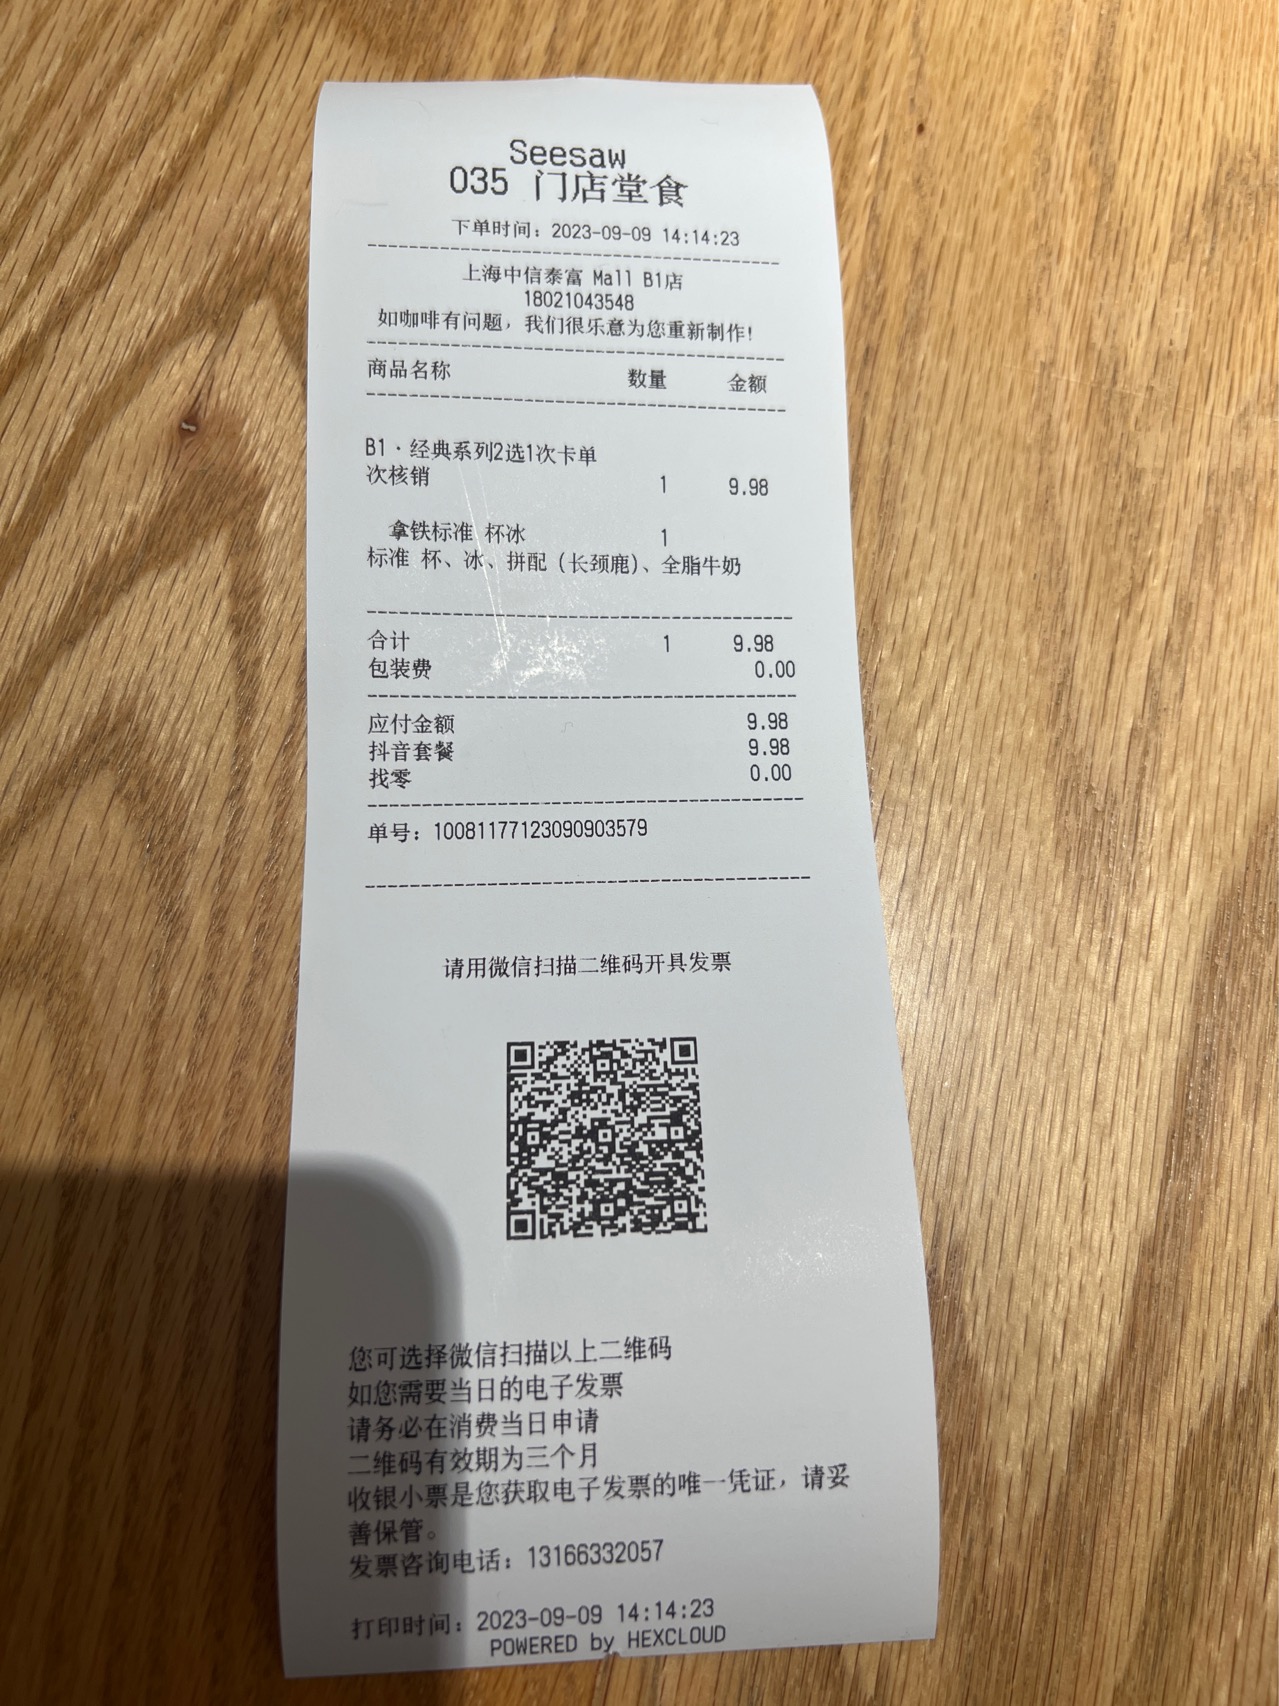 Seesaw
035 门店堂食
下单时间：2023-09-09 14:14:23
上海中信泰富 Mall B1店
18021043548
如咖啡有问题，我们很乐意为您重新制作！
商品名称 数量 金额
B1·经典系列2选1次卡单
次核销 1 9.98
拿铁标准 杯冰 1
标准 杯、冰、拼配（长颈鹿）、全脂牛奶
合计 1 9.98
包装费 0.00
应付金额 9.98
抖音套餐 9.98
找零 0.00
单号：10081177123090903579
请用微信扫描二维码开具发票
您可选择微信扫描以上二维码
如您需要当日的电子发票
请务必在消费当日申请
二维码有效期为三个月
收银小票是您获取电子发票的唯一凭证，请妥
善保管。
发票咨询电话：13166332057
打印时间：2023-09-09 14:14:23
POWERED by HEXCLOUD